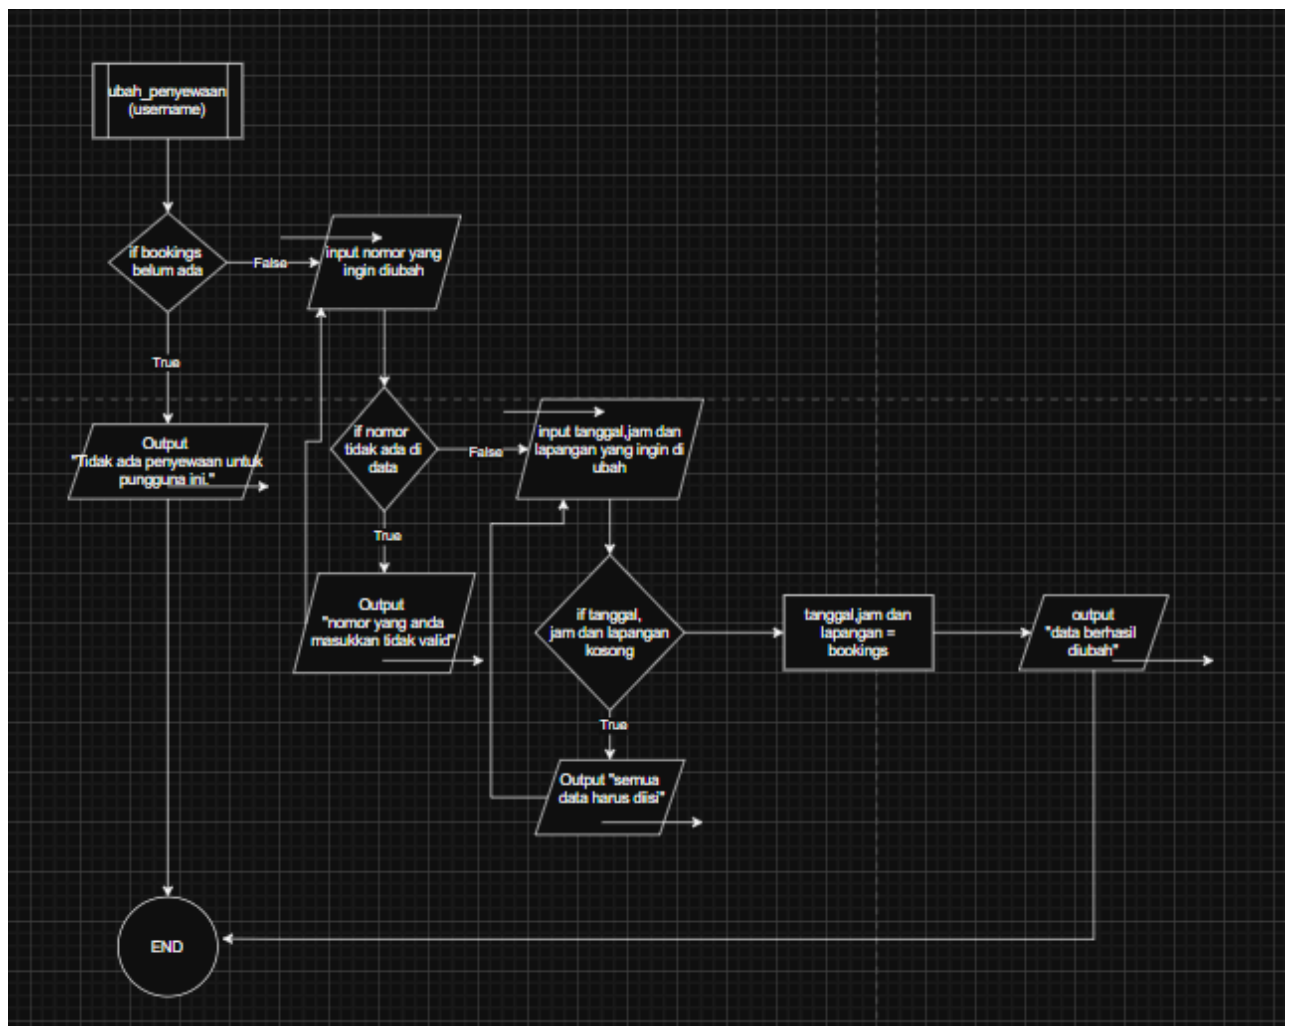 ubah_penyewaan
(username)
if bookings
belum ada
False
input nomor yang
ingin diubah
True
Output
"Tidak ada penyewaan untuk
pungguna ini."
if nomor
tidak ada di
data
False
input tanggal,jam dan
lapangan yang ingin di
ubah
True
Output
"nomor yang anda
masukkan tidak valid"
if tanggal,
jam dan lapangan
kosong
tanggal,jam dan
lapangan =
bookings
output
"data berhasil
diubah"
True
Output "semua
data harus diisi"
END